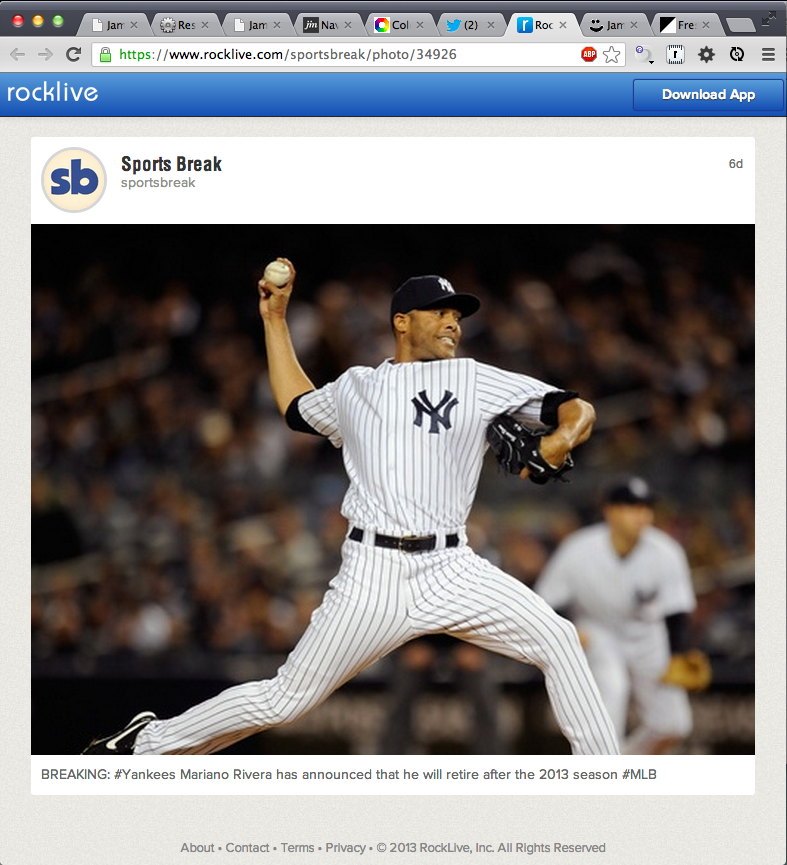 Jam
Res
Jam
jm
Nav
Col
(2)
r
Roc
Jam
Fre
https://www.rocklive.com/sportsbreak/photo/34926
ABP
r
rocklive
Download App
sb
Sports Break
sportsbreak
6d
NY
NY
BREAKING: #Yankees Mariano Rivera has announced that he will retire after the 2013 season #MLB
About • Contact • Terms • Privacy • © 2013 RockLive, Inc. All Rights Reserved